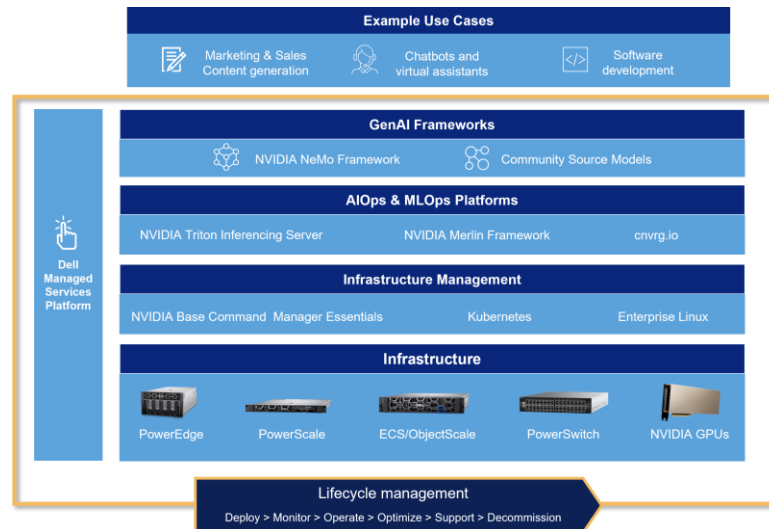 Example Use Cases
Marketing & Sales
Content generation
Chatbots and
virtual assistants
</>
Software
development
Dell
Managed
Services
Platform
GenAI Frameworks
NVIDIA NeMo Framework
Community Source Models
AIOps & MLOps Platforms
NVIDIA Triton Inferencing Server
NVIDIA Merlin Framework
cnvrg.io
Infrastructure Management
NVIDIA Base Command Manager Essentials
Kubernetes
Enterprise Linux
Infrastructure
PowerEdge
PowerScale
ECS/ObjectScale
PowerSwitch
NVIDIA GPUs
Lifecycle management
Deploy > Monitor > Operate > Optimize > Support > Decommission